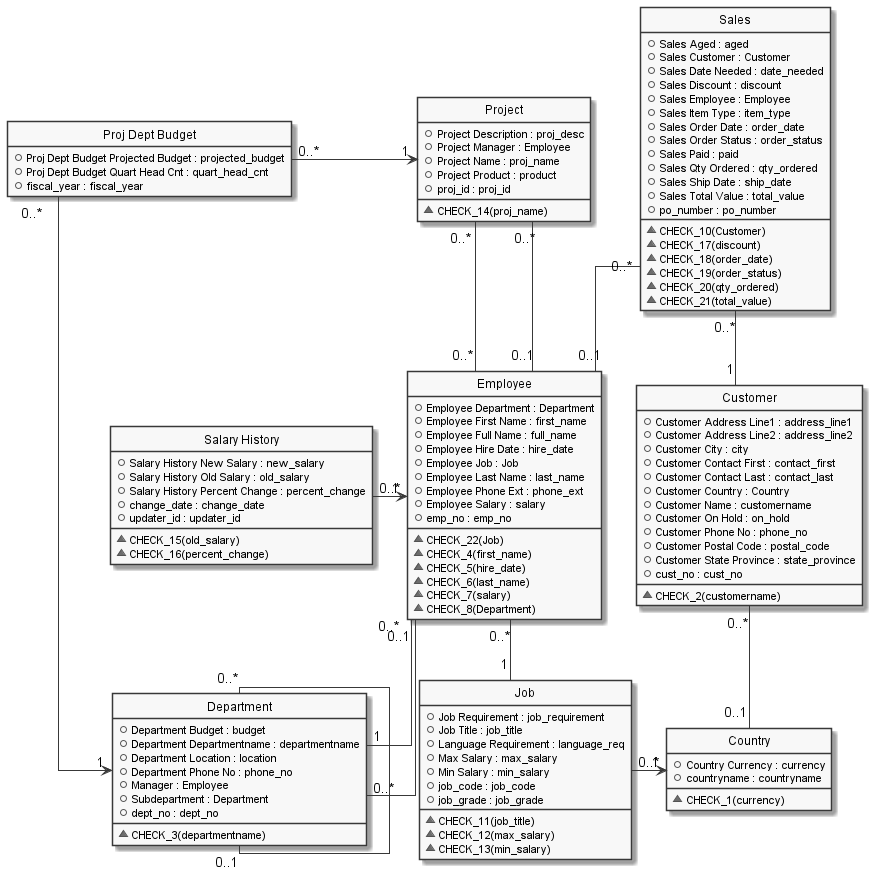 Sales
Sales Aged : aged
Sales Customer : Customer
Sales Date Needed : date_needed
Sales Discount : discount
Sales Employee : Employee
Sales Item Type : item_type
Sales Order Date : order_date
Sales Order Status : order_status
Sales Paid : paid
Sales Qty Ordered : qty_ordered
Sales Ship Date : ship_date
Sales Total Value : total_value
po_number : po_number
CHECK_10(Customer)
CHECK_17(discount)
CHECK_18(order_date)
CHECK_19(order_status)
CHECK_20(qty_ordered)
CHECK_21(total_value)
Project
Project Description : proj_desc
Project Manager : Employee
Project Name : proj_name
Project Product : product
proj_id : proj_id
CHECK_14(proj_name)
Proj Dept Budget
Proj Dept Budget Projected Budget : projected_budget
Proj Dept Budget Quart Head Cnt : quart_head_cnt
fiscal_year : fiscal_year
0..*
1
0..*
0..*
0..*
0..*
0..*
0..1
0..1
0..*
1
Employee
Employee Department : Department
Employee First Name : first_name
Employee Full Name : full_name
Employee Hire Date : hire_date
Employee Job : Job
Employee Last Name : last_name
Employee Phone Ext : phone_ext
Employee Salary : salary
emp_no : emp_no
CHECK_22(Job)
CHECK_4(first_name)
CHECK_5(hire_date)
CHECK_6(last_name)
CHECK_7(salary)
CHECK_8(Department)
Customer
Customer Address Line1 : address_line1
Customer Address Line2 : address_line2
Customer City : city
Customer Contact First : contact_first
Customer Contact Last : contact_last
Customer Country : Country
Customer Name : customername
Customer On Hold : on_hold
Customer Phone No : phone_no
Customer Postal Code : postal_code
Customer State Province : state_province
cust_no : cust_no
CHECK_2(customername)
Salary History
Salary History New Salary : new_salary
Salary History Old Salary : old_salary
Salary History Percent Change : percent_change
change_date : change_date
updater_id : updater_id
CHECK_15(old_salary)
CHECK_16(percent_change)
0..*
0..*
0..1
0..*
1
0..*
0..1
0..*
1
1
0..*
0..1
Department
Department Budget : budget
Department Departmentname : departmentname
Department Location : location
Department Phone No : phone_no
Manager : Employee
Subdepartment : Department
dept_no : dept_no
CHECK_3(departmentname)
Job
Job Requirement : job_requirement
Job Title : job_title
Language Requirement : language_req
Max Salary : max_salary
Min Salary : min_salary
job_code : job_code
job_grade : job_grade
CHECK_11(job_title)
CHECK_12(max_salary)
CHECK_13(min_salary)
Country
Country Currency : currency
countryname : countryname
CHECK_1(currency)